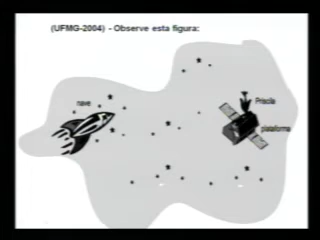 (UFMG-2004) - Observe esta figura:
nave
Priscila
plataforma